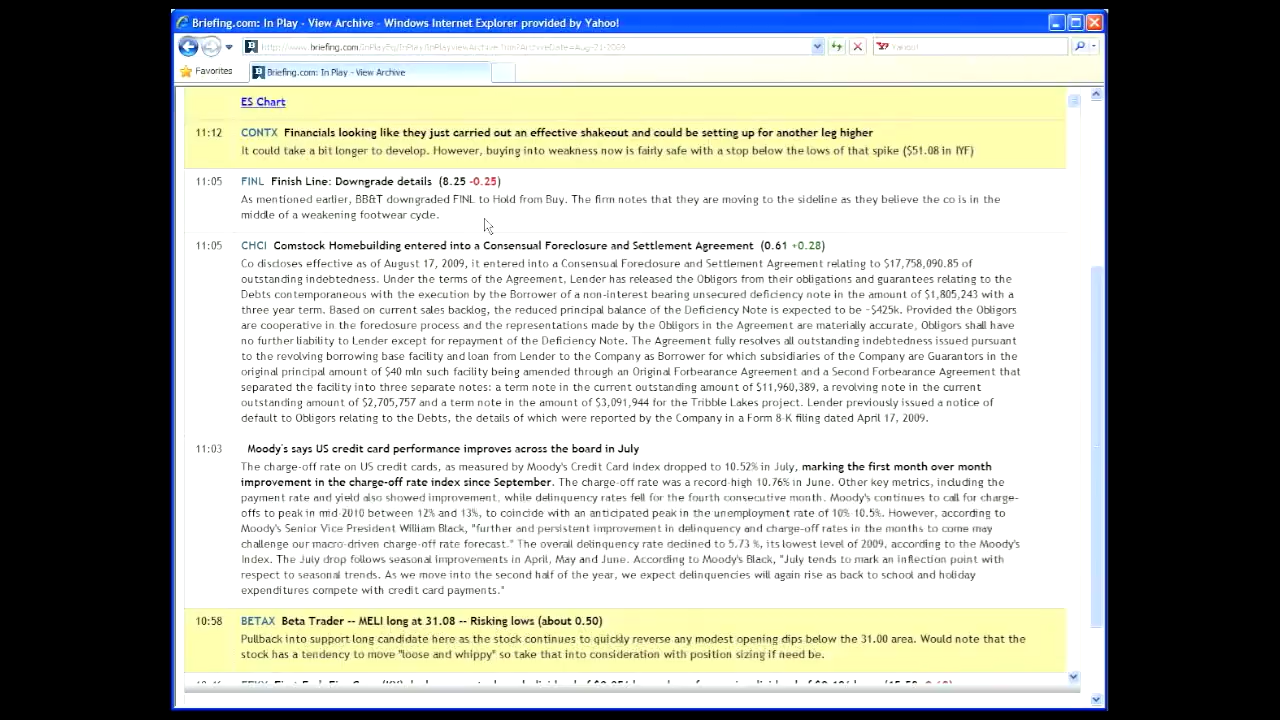 Briefing.com: In Play - View Archive - Windows Internet Explorer provided by Yahoo!
Yahoo!
Favorites
Briefing.com: In Play - View Archive
ES Chart
11:12 CONTX Financials looking like they just carried out an effective shakeout and could be setting up for another leg higher
It could take a bit longer to develop. However, buying into weakness now is fairly safe with a stop below the lows of that spike ($51.08 in IYF)
11:05 FINL Finish Line: Downgrade details (8.25 -0.25)
As mentioned earlier, BB&T downgraded FINL to Hold from Buy. The firm notes that they are moving to the sideline as they believe the co is in the
middle of a weakening footwear cycle.
11:05 CHCI Comstock Homebuilding entered into a Consensual Foreclosure and Settlement Agreement (0.61 +0.28)
Co discloses effective as of August 17, 2009, it entered into a Consensual Foreclosure and Settlement Agreement relating to $17,758,090.85 of
outstanding indebtedness. Under the terms of the Agreement, Lender has released the Obligors from their obligations and guarantees relating to the
Debts contemporaneous with the execution by the Borrower of a non-interest bearing unsecured deficiency note in the amount of $1,805,243 with a
three year term. Based on current sales backlog, the reduced principal balance of the Deficiency Note is expected to be ~$425k. Provided the Obligors
are cooperative in the foreclosure process and the representations made by the Obligors in the Agreement are materially accurate, Obligors shall have
no further liability to Lender except for repayment of the Deficiency Note. The Agreement fully resolves all outstanding indebtedness issued pursuant
to the revolving borrowing base facility and loan from Lender to the Company as Borrower for which subsidiaries of the Company are Guarantors in the
original principal amount of $40 mln such facility being amended through an Original Forbearance Agreement and a Second Forbearance Agreement that
separated the facility into three separate notes: a term note in the current outstanding amount of $11,960,389, a revolving note in the current
outstanding amount of $2,705,757 and a term note in the amount of $3,091,944 for the Tribble Lakes project. Lender previously issued a notice of
default to Obligors relating to the Debts, the details of which were reported by the Company in a Form 8-K filing dated April 17, 2009.
11:03 Moody's says US credit card performance improves across the board in July
The charge-off rate on US credit cards, as measured by Moody's Credit Card Index dropped to 10.52% in July, marking the first month over month
improvement in the charge-off rate index since September. The charge-off rate was a record-high 10.76% in June. Other key metrics, including the
payment rate and yield also showed improvement, while delinquency rates fell for the fourth consecutive month. Moody's continues to call for charge-
offs to peak in mid-2010 between 12% and 13%, to coincide with an anticipated peak in the unemployment rate of 10%-10.5%. However, according to
Moody's Senior Vice President William Black, "further and persistent improvement in delinquency and charge-off rates in the months to come may
challenge our macro-driven charge-off rate forecast." The overall delinquency rate declined to 5.73 %, its lowest level of 2009, according to the Moody's
Index. The July drop follows seasonal improvements in April, May and June. According to Moody's Black, "July tends to mark an inflection point with
respect to seasonal trends. As we move into the second half of the year, we expect delinquencies will again rise as back to school and holiday
expenditures compete with credit card payments."
10:58 BETAX Beta Trader -- MELI long at 31.08 -- Risking lows (about 0.50)
Pullback into support long candidate here as the stock continues to quickly reverse any modest opening dips below the 31.00 area. Would note that the
stock has a tendency to move "loose and whippy" so take that into consideration with position sizing if need be.